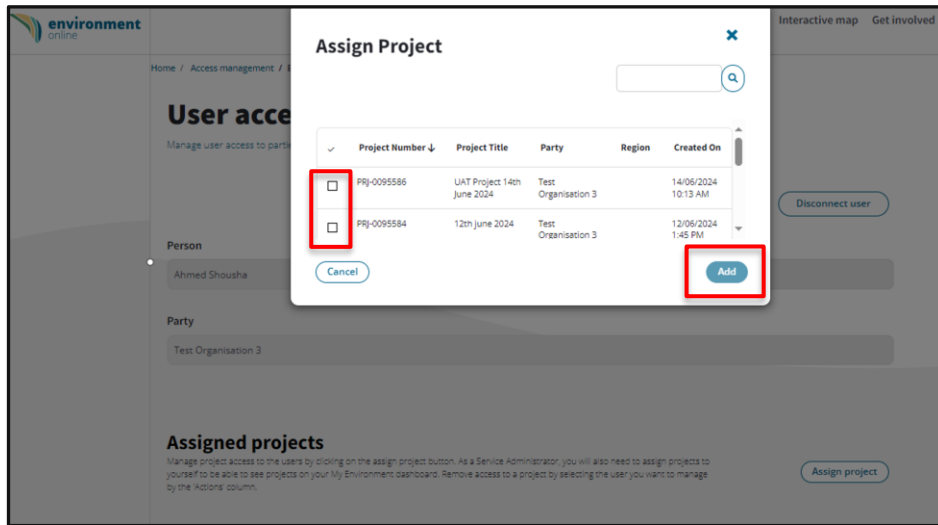 environment
online
Interactive map Get involved
Assign Project
Home / Access management /
User acce
Manage user access to parti
Project Number Project Title Party Region Created On
PRJ-0095586 UAT Project 14th June 2024 Test Organisation 3 14/06/2024 10:13 AM
PRJ-0095584 12th june 2024 Test Organisation 3 12/06/2024 1:45 PM
Disconnect user
Cancel Add
Person
Ahmed Shousha
Party
Test Organisation 3
Assigned projects
Manage project access to the users by clicking on the assign project button. As a Service Administrator, you will also need to assign projects to
yourself to be able to see projects on your My Environment dashboard. Remove access to a project by selecting the user you want to manage
by the 'Actions' column.
Assign project